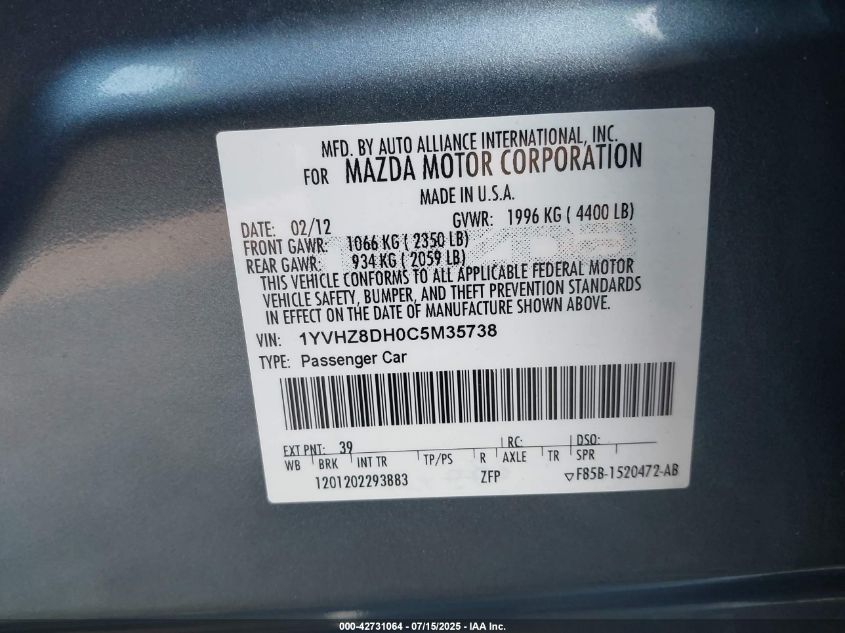 MFD. BY AUTO ALLIANCE INTERNATIONAL, INC.
FOR MAZDA MOTOR CORPORATION
MADE IN U.S.A.
DATE: 02/12 GVWR: 1996 KG ( 4400 LB)
FRONT GAWR: 1066 KG ( 2350 LB)
REAR GAWR: 934 KG ( 2059 LB)
THIS VEHICLE CONFORMS TO ALL APPLICABLE FEDERAL MOTOR
VEHICLE SAFETY, BUMPER, AND THEFT PREVENTION STANDARDS
IN EFFECT ON THE DATE OF MANUFACTURE SHOWN ABOVE.
VIN: 1YVHZ8DH0C5M35738
TYPE: Passenger Car
EXT PNT: 39 RC: DSO:
WB BRK INT TR TP/PS R AXLE TR SPR
1201202293883 ZFP ▽F85B-1520472-AB
000-42731064 / 07/15/2025 - IAA Inc.